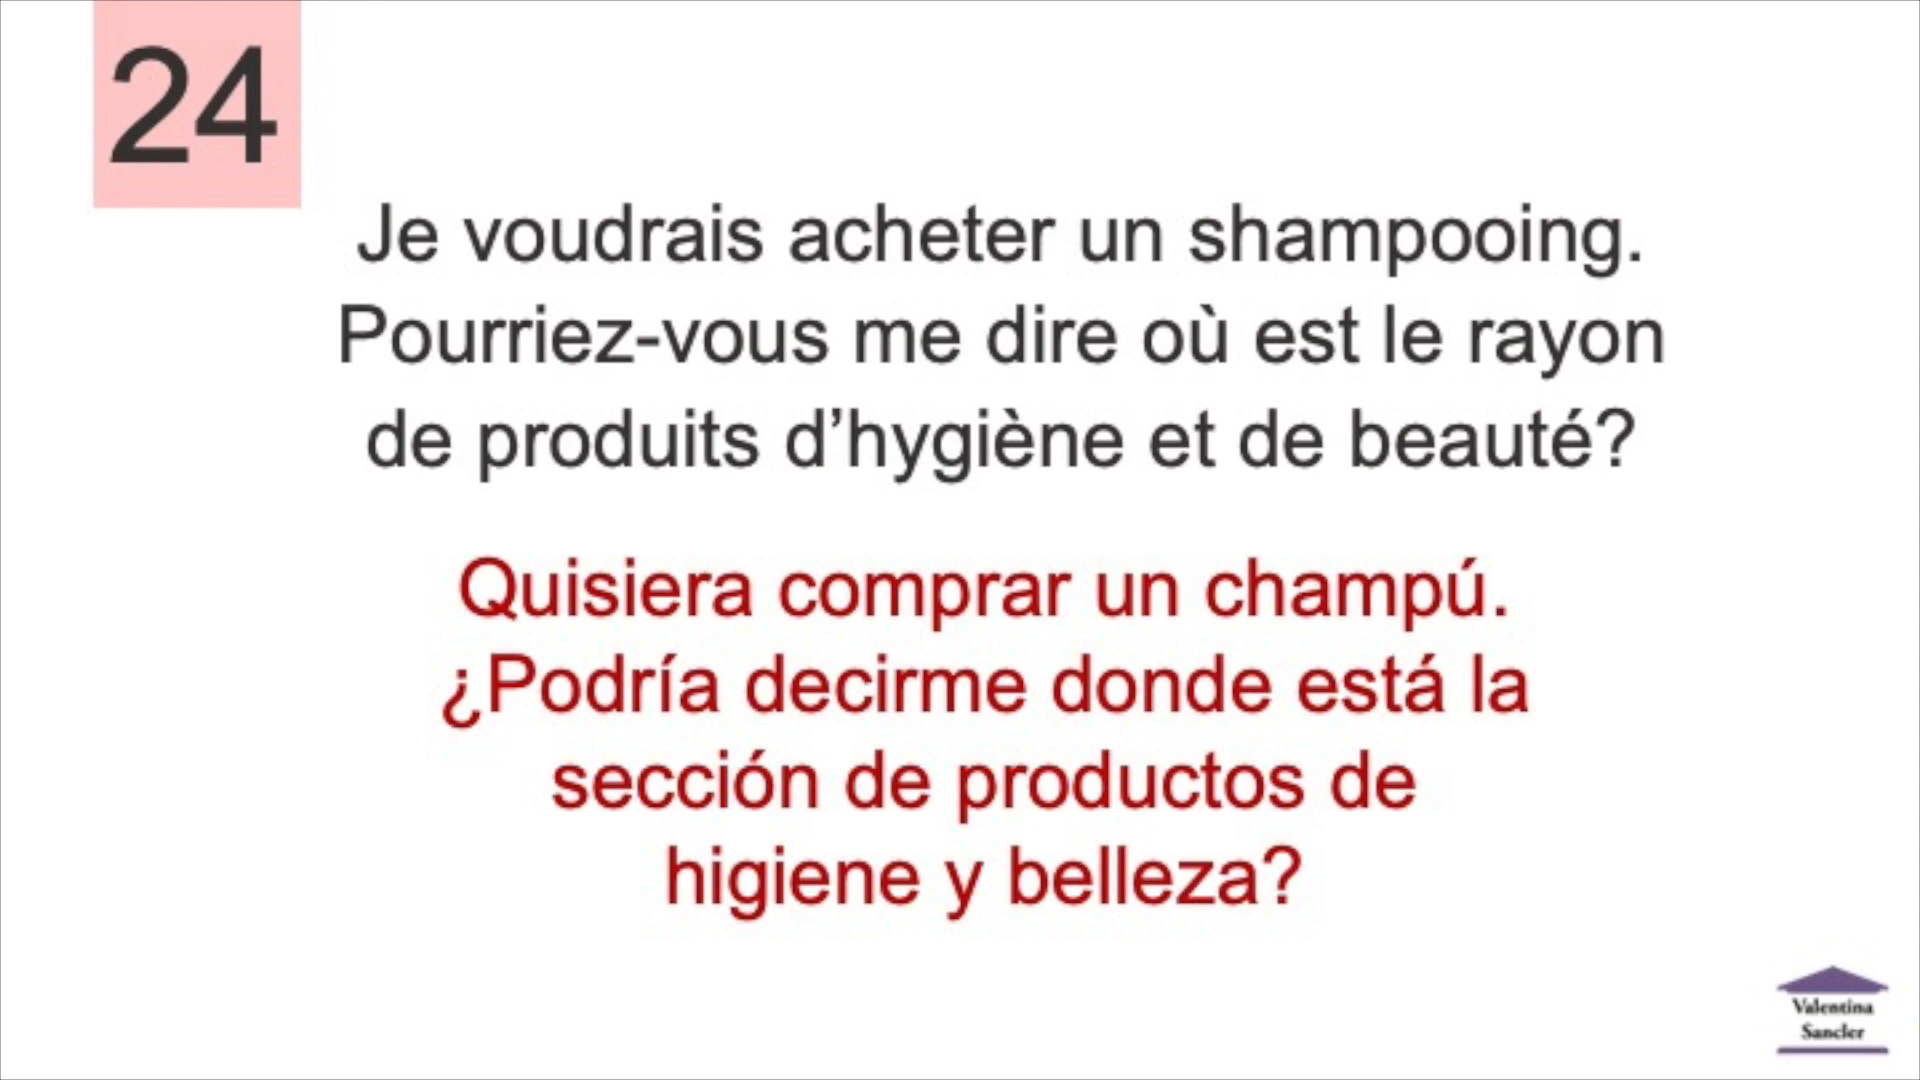 24
Je voudrais acheter un shampooing.
Pourriez-vous me dire où est le rayon
de produits d’hygiène et de beauté?
Quisiera comprar un champú.
¿Podría decirme donde está la
sección de productos de
higiene y belleza?
Valentina
Sancler